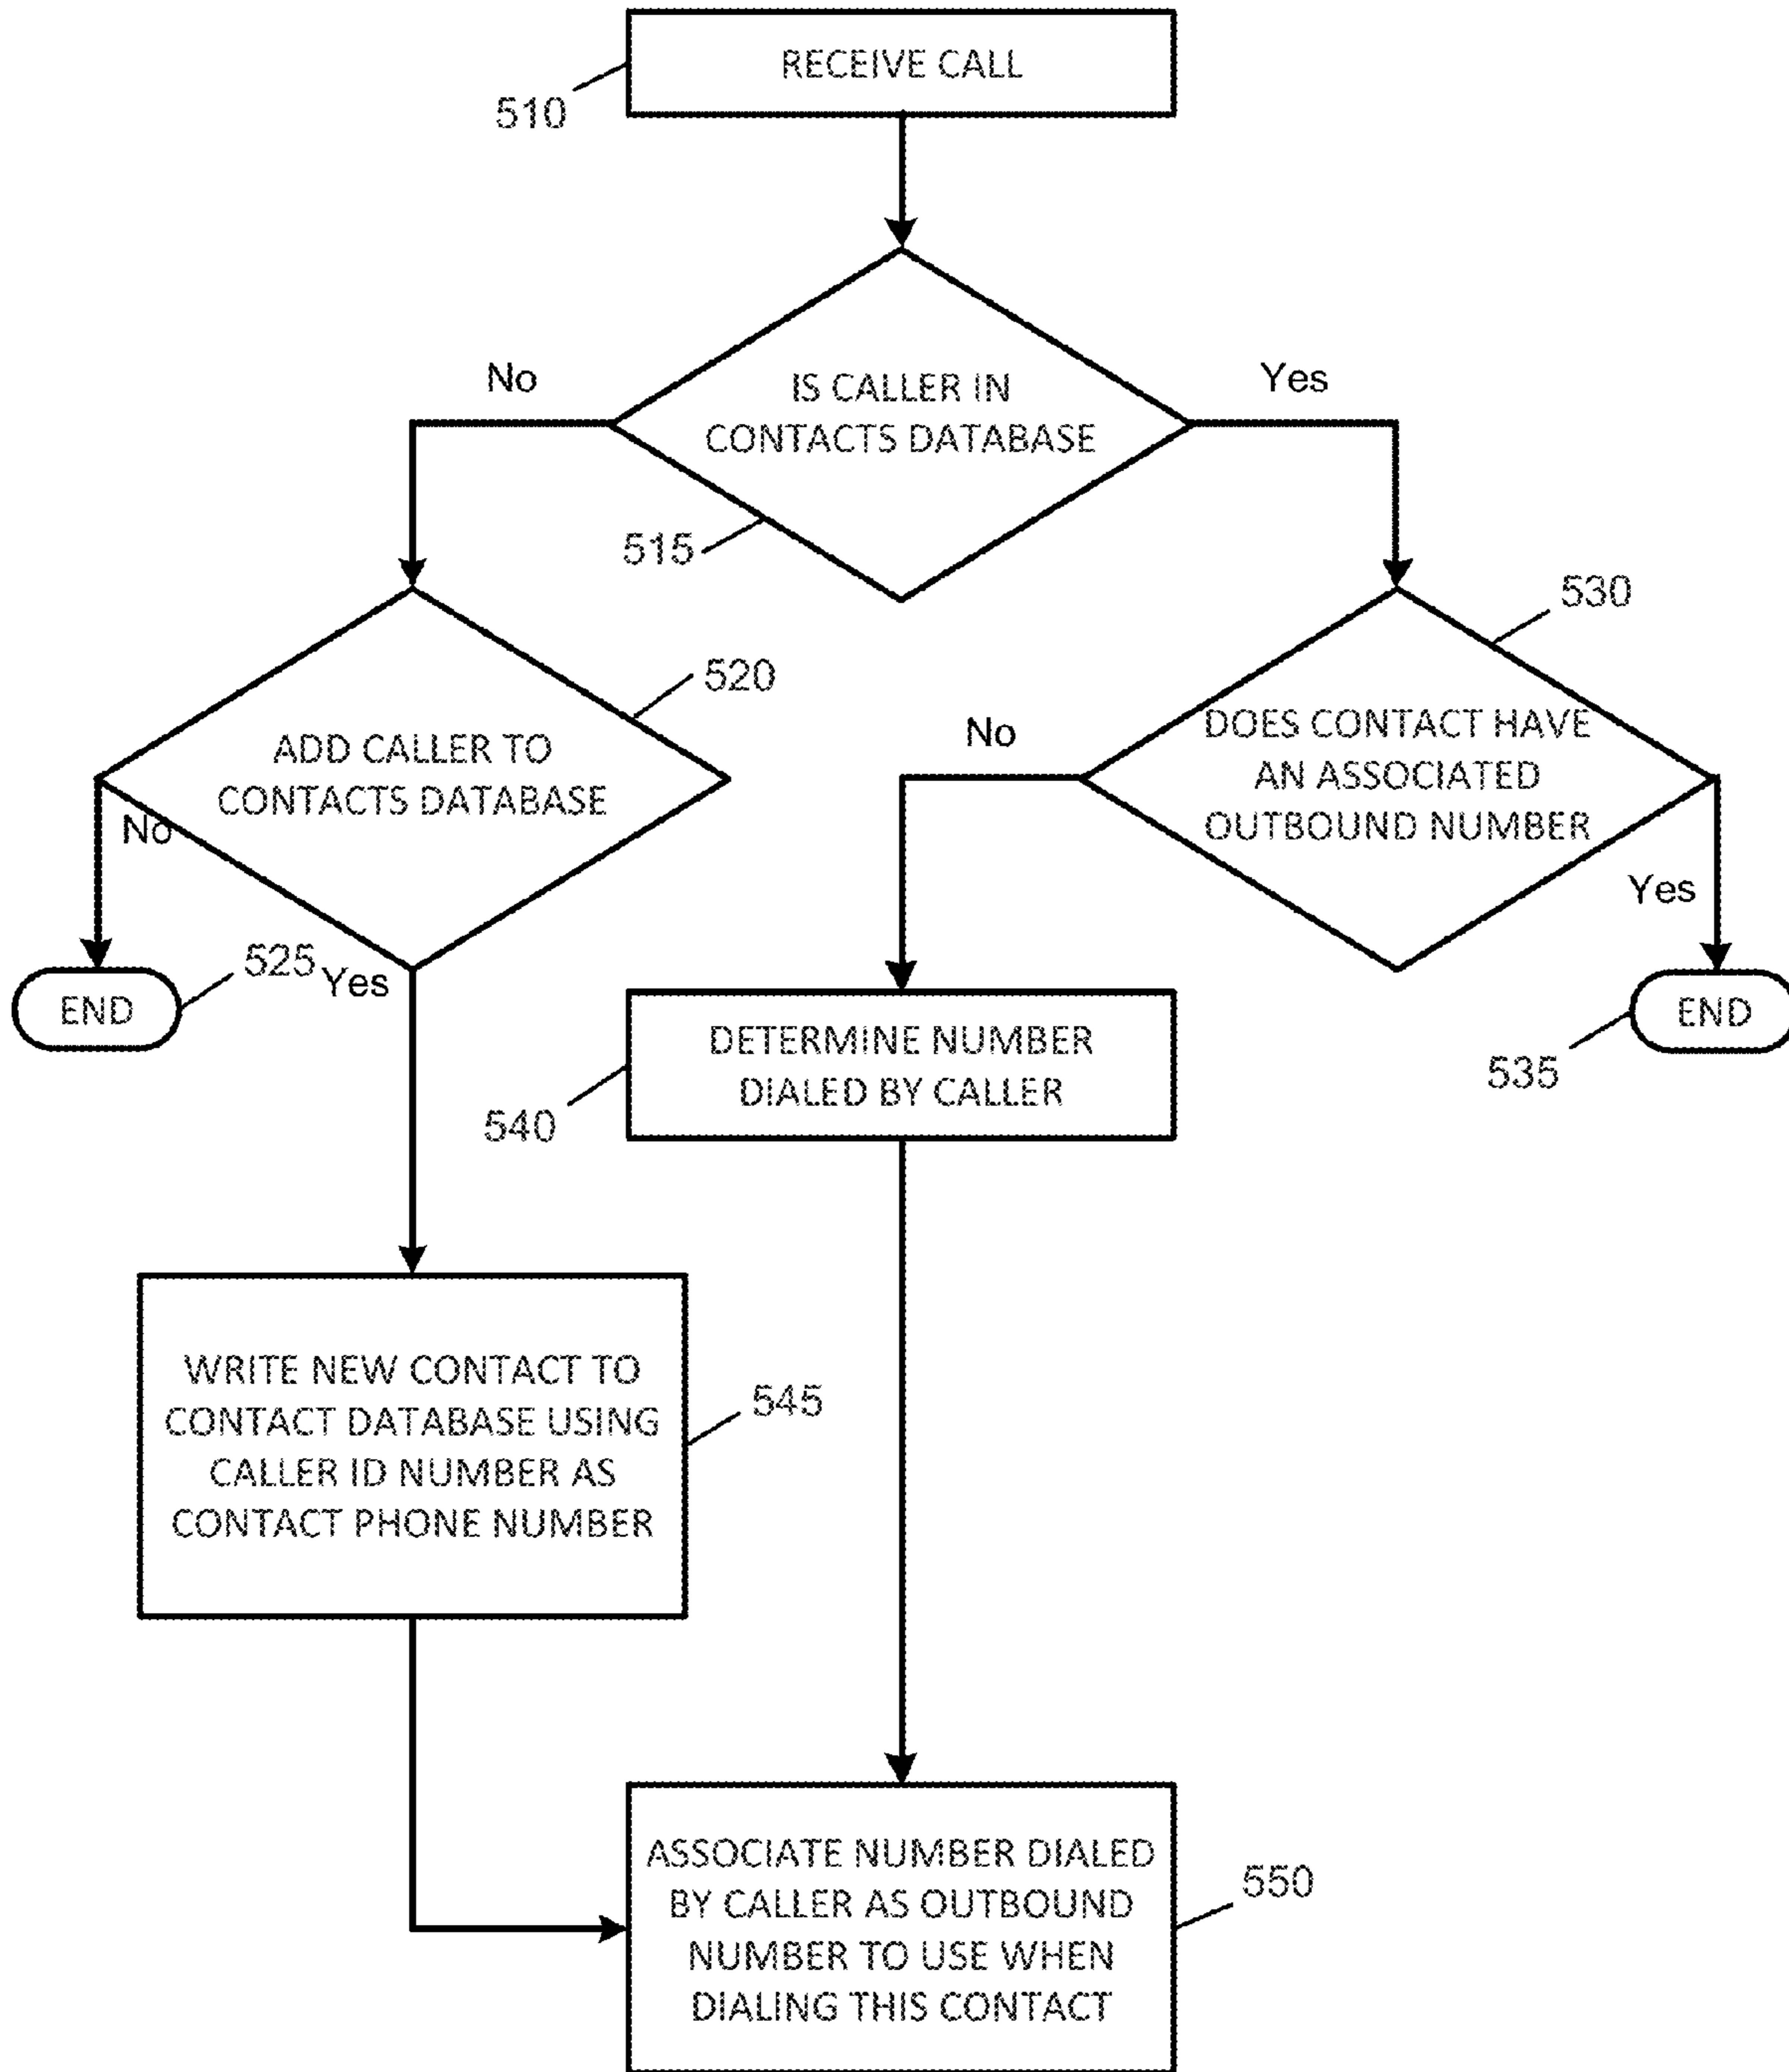 RECEIVE CALL
510
No
Yes
IS CALLER IN
CONTACTS DATABASE
515
530
520
ADD CALLER TO
CONTACTS DATABASE
No
No
DOES CONTACT HAVE
AN ASSOCIATED
OUTBOUND NUMBER
Yes
525
Yes
END
END
DETERMINE NUMBER
DIALED BY CALLER
535
540
WRITE NEW CONTACT TO
CONTACT DATABASE USING
CALLER ID NUMBER AS
CONTACT PHONE NUMBER
545
ASSOCIATE NUMBER DIALED
BY CALLER AS OUTBOUND
NUMBER TO USE WHEN
DIALING THIS CONTACT
550